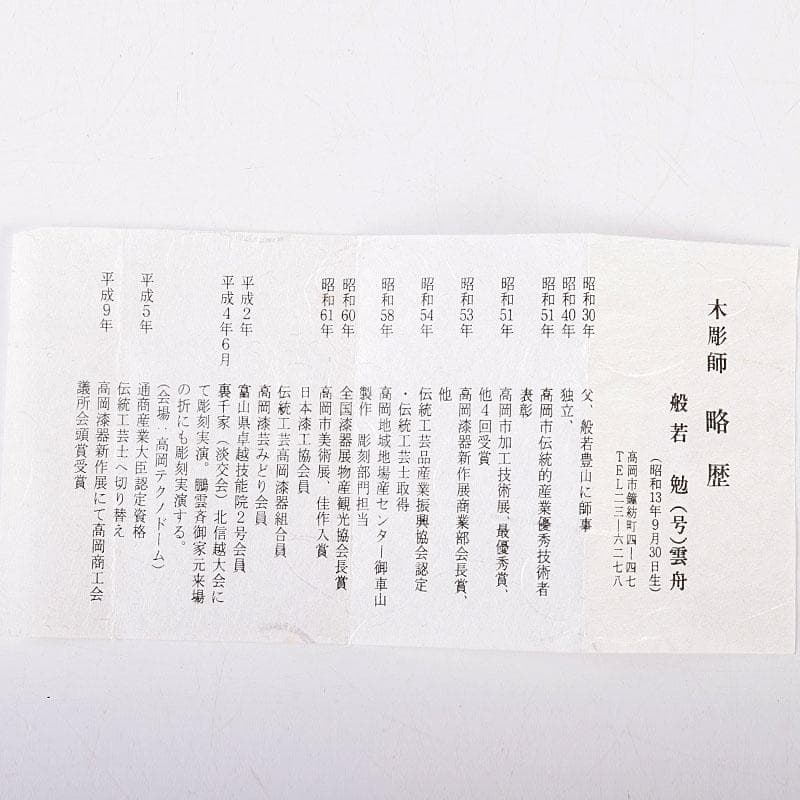 木彫師　略歴
般若　勉（号）雲舟
（昭和13年9月30日生）
高岡市鐘紡町四ー四七
ＴＥＬ二三ー六二七八
昭和30年　父、般若豊山に師事
昭和40年　独立、
昭和51年　高岡市伝統的産業優秀技術者
表彰
昭和51年　高岡市加工技術展、最優秀賞、
他4回受賞
昭和53年　高岡漆器新作展商業部会長賞、
他
昭和54年　伝統工芸品産業振興協会認定
・伝統工芸士取得
昭和58年　高岡地域地場産センター御車山
製作　彫刻部門担当
昭和60年　全国漆器展物産観光協会長賞
昭和61年　高岡市美術展、佳作入賞
日本漆工協会員
伝統工芸高岡漆器組合員
高岡漆芸みどり会員
平成2年　富山県卓越技能院2号会員
平成4年6月　裏千家（淡交会）北信越大会に
て彫刻実演。鵬雲斉御家元来場
の折にも彫刻実演する。
（会場：高岡テクノドーム）
平成5年　通商産業大臣認定資格
伝統工芸士へ切り替え
平成9年　高岡漆器新作展にて高岡商工会
議所会頭賞受賞